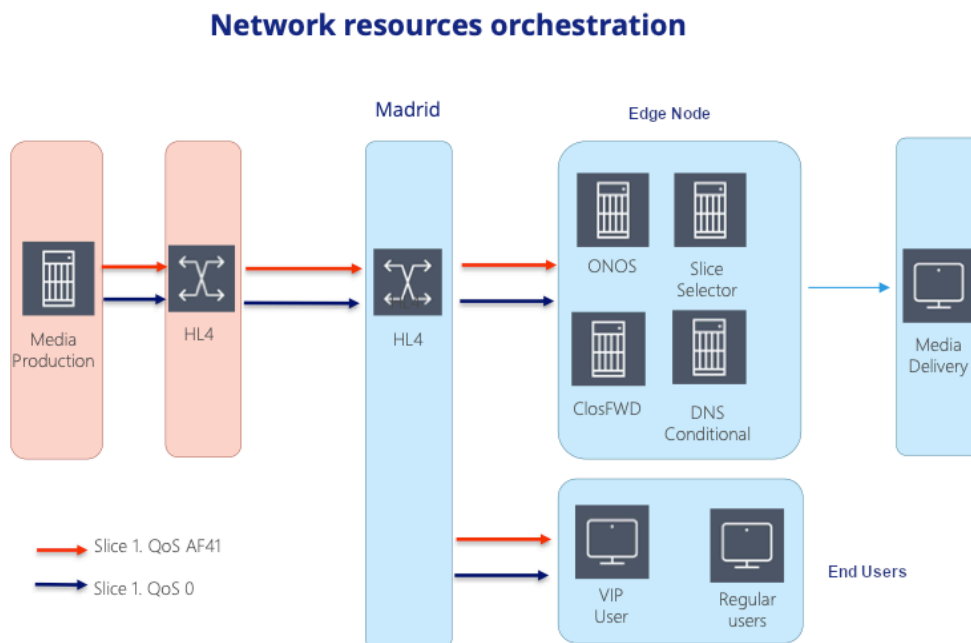 Network resources orchestration
Madrid
Edge Node
Media
Production
HL4
HL4
ONOS
Slice
Selector
ClosFWD
DNS
Conditional
Media
Delivery
Slice 1. QoS AF41
Slice 1. QoS 0
VIP
User
Regular
users
End Users